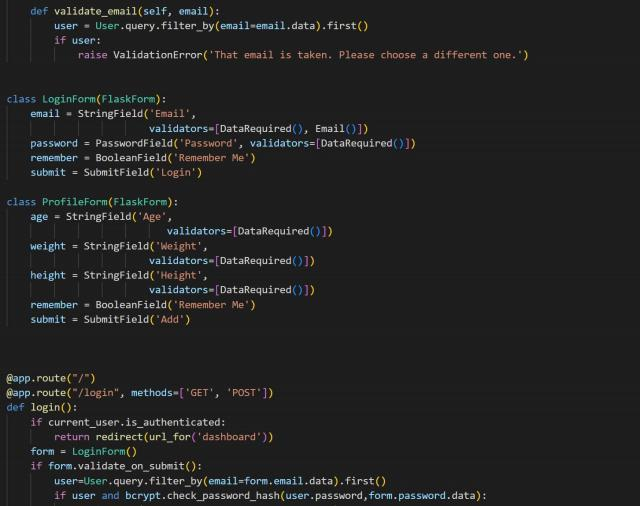 def validate_email(self, email):
user = User.query.filter_by(email=email.data).first()
if user:
raise ValidationError('That email is taken. Please choose a different one.')
class LoginForm(FlaskForm):
email = StringField('Email',
validators=[DataRequired(), Email()])
password = PasswordField('Password', validators=[DataRequired()])
remember = BooleanField('Remember Me')
submit = SubmitField('Login')
class ProfileForm(FlaskForm):
age = StringField('Age',
validators=[DataRequired()])
weight = StringField('Weight',
validators=[DataRequired()])
height = StringField('Height',
validators=[DataRequired()])
remember = BooleanField('Remember Me')
submit = SubmitField('Add')
@app.route("/")
@app.route("/login", methods=['GET', 'POST'])
def login():
if current_user.is_authenticated:
return redirect(url_for('dashboard'))
form = LoginForm()
if form.validate_on_submit():
user=User.query.filter_by(email=form.email.data).first()
if user and bcrypt.check_password_hash(user.password,form.password.data):